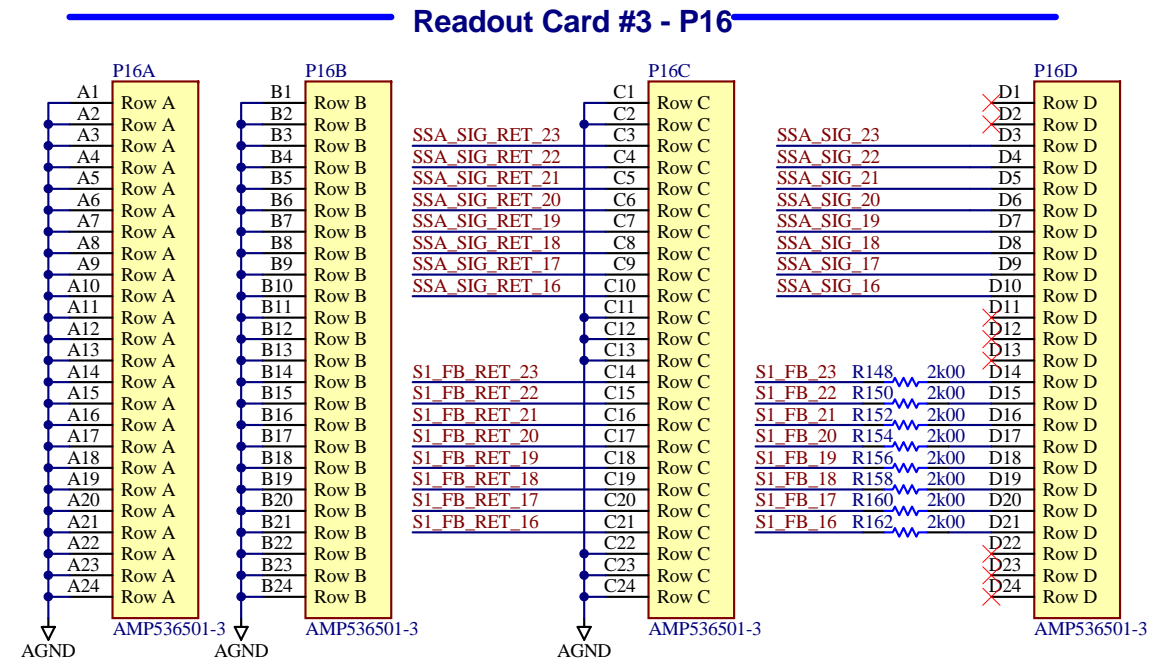 Readout Card #3 - P16
P16A P16B P16C P16D
A1 Row A B1 Row B C1 Row C D1 Row D
A2 Row A B2 Row B C2 Row C D2 Row D
A3 Row A B3 Row B SSA_SIG_RET_23 C3 Row C SSA_SIG_23 D3 Row D
A4 Row A B4 Row B SSA_SIG_RET_22 C4 Row C SSA_SIG_22 D4 Row D
A5 Row A B5 Row B SSA_SIG_RET_21 C5 Row C SSA_SIG_21 D5 Row D
A6 Row A B6 Row B SSA_SIG_RET_20 C6 Row C SSA_SIG_20 D6 Row D
A7 Row A B7 Row B SSA_SIG_RET_19 C7 Row C SSA_SIG_19 D7 Row D
A8 Row A B8 Row B SSA_SIG_RET_18 C8 Row C SSA_SIG_18 D8 Row D
A9 Row A B9 Row B SSA_SIG_RET_17 C9 Row C SSA_SIG_17 D9 Row D
A10 Row A B10 Row B SSA_SIG_RET_16 C10 Row C SSA_SIG_16 D10 Row D
A11 Row A B11 Row B C11 Row C D11 Row D
A12 Row A B12 Row B C12 Row C D12 Row D
A13 Row A B13 Row B C13 Row C D13 Row D
A14 Row A B14 Row B S1_FB_RET_23 C14 Row C S1_FB_23 R148 2k00 D14 Row D
A15 Row A B15 Row B S1_FB_RET_22 C15 Row C S1_FB_22 R150 2k00 D15 Row D
A16 Row A B16 Row B S1_FB_RET_21 C16 Row C S1_FB_21 R152 2k00 D16 Row D
A17 Row A B17 Row B S1_FB_RET_20 C17 Row C S1_FB_20 R154 2k00 D17 Row D
A18 Row A B18 Row B S1_FB_RET_19 C18 Row C S1_FB_19 R156 2k00 D18 Row D
A19 Row A B19 Row B S1_FB_RET_18 C19 Row C S1_FB_18 R158 2k00 D19 Row D
A20 Row A B20 Row B S1_FB_RET_17 C20 Row C S1_FB_17 R160 2k00 D20 Row D
A21 Row A B21 Row B S1_FB_RET_16 C21 Row C S1_FB_16 R162 2k00 D21 Row D
A22 Row A B22 Row B C22 Row C D22 Row D
A23 Row A B23 Row B C23 Row C D23 Row D
A24 Row A B24 Row B C24 Row C D24 Row D
AMP536501-3 AMP536501-3 AMP536501-3 AMP536501-3
AGND AGND AGND